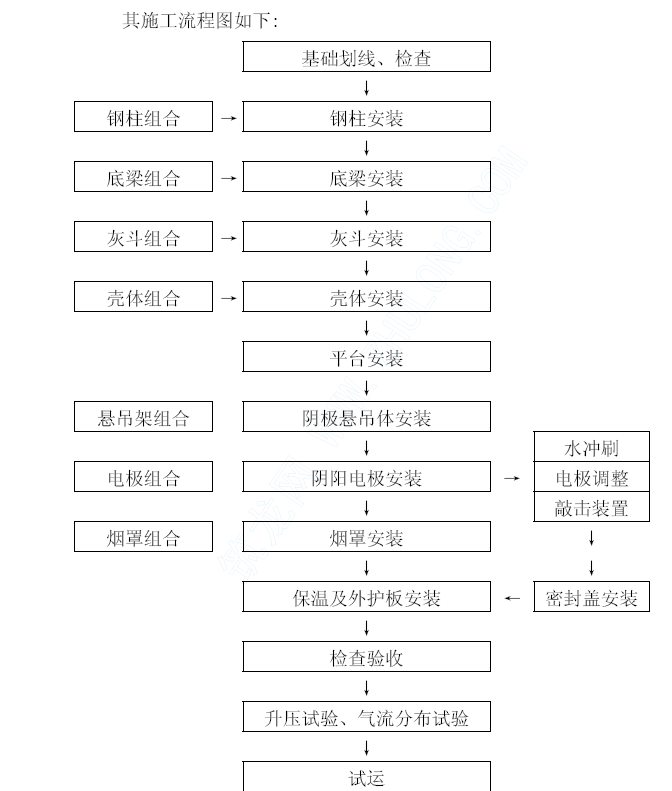 其施工流程图如下:
基础划线、检查
钢柱组合 钢柱安装
底梁组合 底梁安装
灰斗组合 灰斗安装
壳体组合 壳体安装
平台安装
悬吊架组合 阴极悬吊体安装
水冲刷
电极组合 阴阳电极安装 电极调整
敲击装置
烟罩组合 烟罩安装
保温及外护板安装 密封盖安装
检查验收
升压试验、气流分布试验
试运